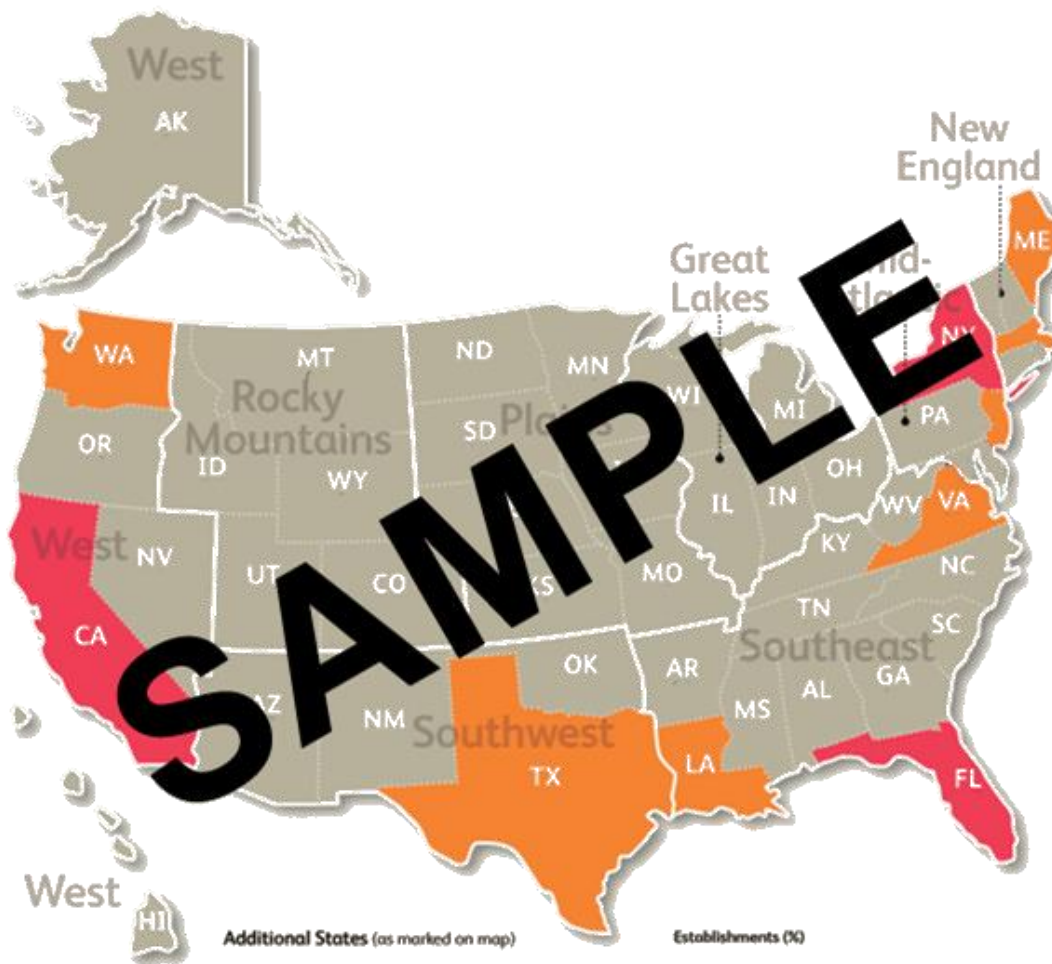 West
AK
New
England
ME
Great
Lakes
WA
MT
ND
MN
WI
MI
NY
Rocky
Mountains
OR
ID
WY
SD
PA
OH
IL
IN
WV
VA
West
NV
UT
CO
KS
MO
KY
NC
CA
TN
SC
Southeast
OK
AR
GA
AZ
NM
MS
AL
Southwest
TX
LA
FL
West
HI
SAMPLE
Additional States (as marked on map)
Establishments (%)